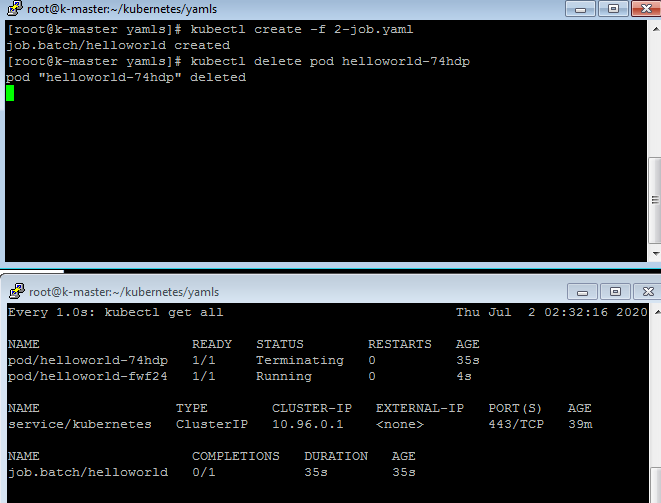 root@k-master:~/kubernetes/yamls
[root@k-master yamls]# kubectl create -f 2-job.yaml
job.batch/helloworld created
[root@k-master yamls]# kubectl delete pod helloworld-74hdp
pod "helloworld-74hdp" deleted
root@k-master:~/kubernetes/yamls
Every 1.0s: kubectl get all Thu Jul 2 02:32:16 2020
NAME READY STATUS RESTARTS AGE
pod/helloworld-74hdp 1/1 Terminating 0 35s
pod/helloworld-fwf24 1/1 Running 0 4s
NAME TYPE CLUSTER-IP EXTERNAL-IP PORT(S) AGE
service/kubernetes ClusterIP 10.96.0.1 <none> 443/TCP 39m
NAME COMPLETIONS DURATION AGE
job.batch/helloworld 0/1 35s 35s